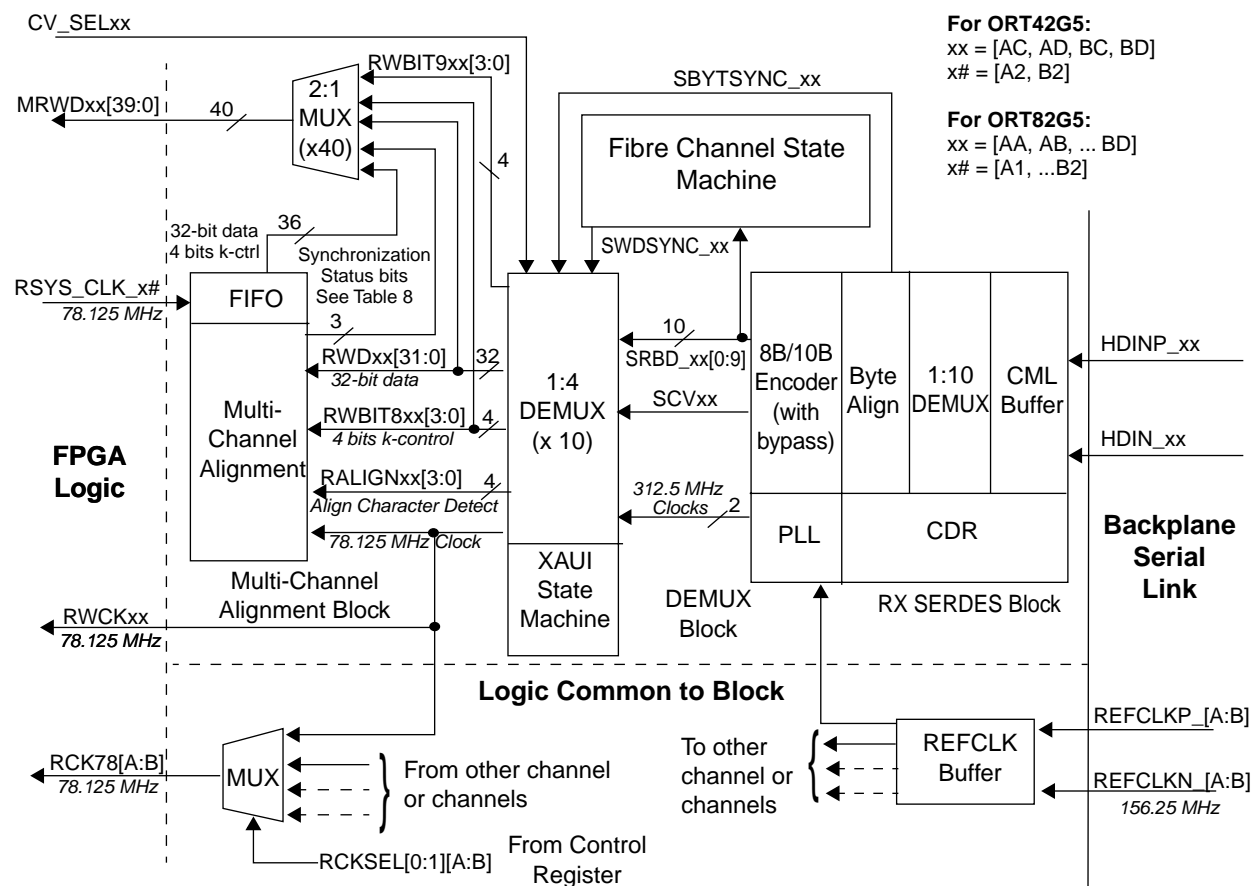 CV_SELxx
For ORT42G5:
xx = [AC, AD, BC, BD]
x# = [A2, B2]
For ORT82G5:
xx = [AA, AB, ... BD]
x# = [A1, ...B2]
RWBIT9xx[3:0]
SBYTSYNC_xx
MRWDxx[39:0]
40
2:1
MUX
(x40)
4
Fibre Channel State
Machine
32-bit data
4 bits k-ctrl
36
Synchronization
Status bits
See Table 8
SWDSYNC_xx
RSYS_CLK_x#
78.125 MHz
FIFO
3
RWDxx[31:0]
32
32-bit data
10
SRBD_xx[0:9]
1:4
DEMUX
(x 10)
8B/10B
Encoder
(with
bypass)
Byte
Align
1:10
DEMUX
CML
Buffer
HDINP_xx
Multi-
Channel
Alignment
RWBIT8xx[3:0]
4
4 bits k-control
SCVxx
HDIN_xx
FPGA
Logic
RALIGNxx[3:0]
4
Align Character Detect
312.5 MHz
Clocks
2
78.125 MHz Clock
PLL
CDR
Backplane
Serial
Link
XAUI
State
Machine
Multi-Channel
Alignment Block
DEMUX
Block
RX SERDES Block
RWCKxx
78.125 MHz
Logic Common to Block
REFCLKP_[A:B]
RCK78[A:B]
78.125 MHz
MUX
From other channel
or channels
To other
channel or
channels
REFCLK
Buffer
REFCLKN_[A:B]
156.25 MHz
RCKSEL[0:1][A:B]
From Control
Register